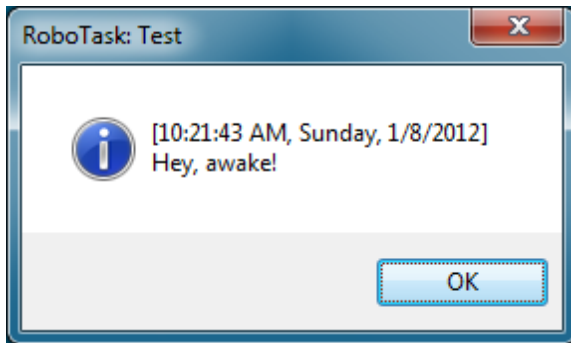 RoboTask: Test
[10:21:43 AM, Sunday, 1/8/2012]
Hey, awake!
OK